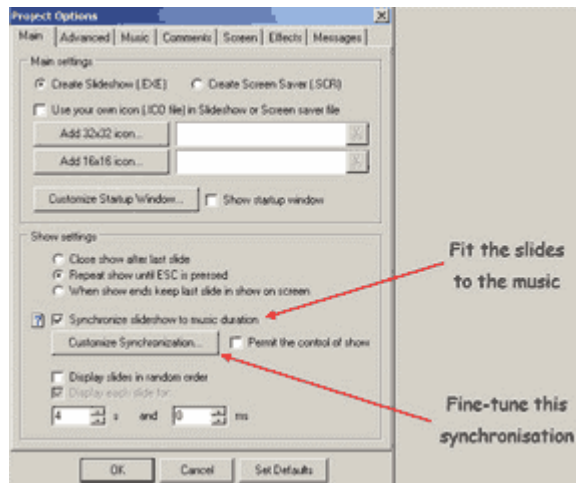 Project Options
Main Advanced Music Comments Screen Effects Messages
Main settings
Create Slideshow (.EXE) Create Screen Saver (.SCR)
Use your own icon (.ICO file) in Slideshow or Screen saver file
Add 32x32 icon...
Add 16x16 icon...
Customize Startup Window... Show startup window
Show settings
Close show after last slide
Repeat show until ESC is pressed
When show ends keep last slide in show on screen
Synchronize slideshow to music duration
Customize Synchronization... Permit the control of show
Display slides in random order
Display each slide for:
4 s and 0 ms
OK Cancel Set Defaults
Fit the slides
to the music
Fine-tune this
synchronisation